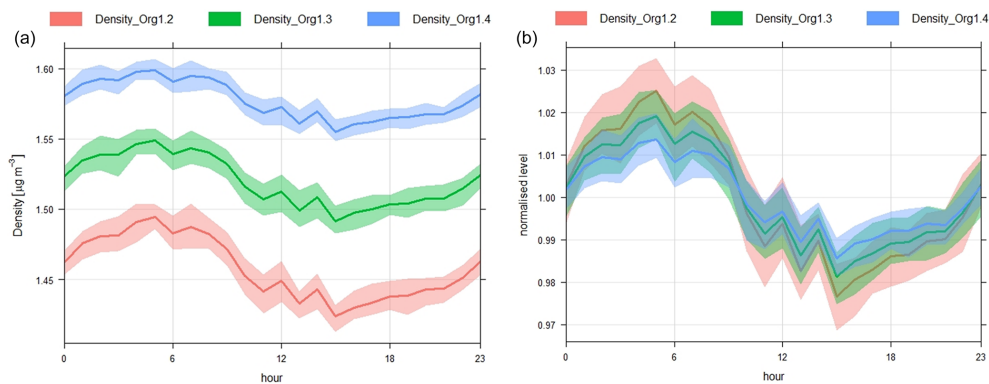 Density_Org1.2 Density_Org1.3 Density_Org1.4
(a)
Density [µg m⁻³]
1.60
1.55
1.50
1.45
0 6 12 18 23
hour
Density_Org1.2 Density_Org1.3 Density_Org1.4
(b)
normalised level
1.03
1.02
1.01
1.00
0.99
0.98
0.97
0 6 12 18 23
hour